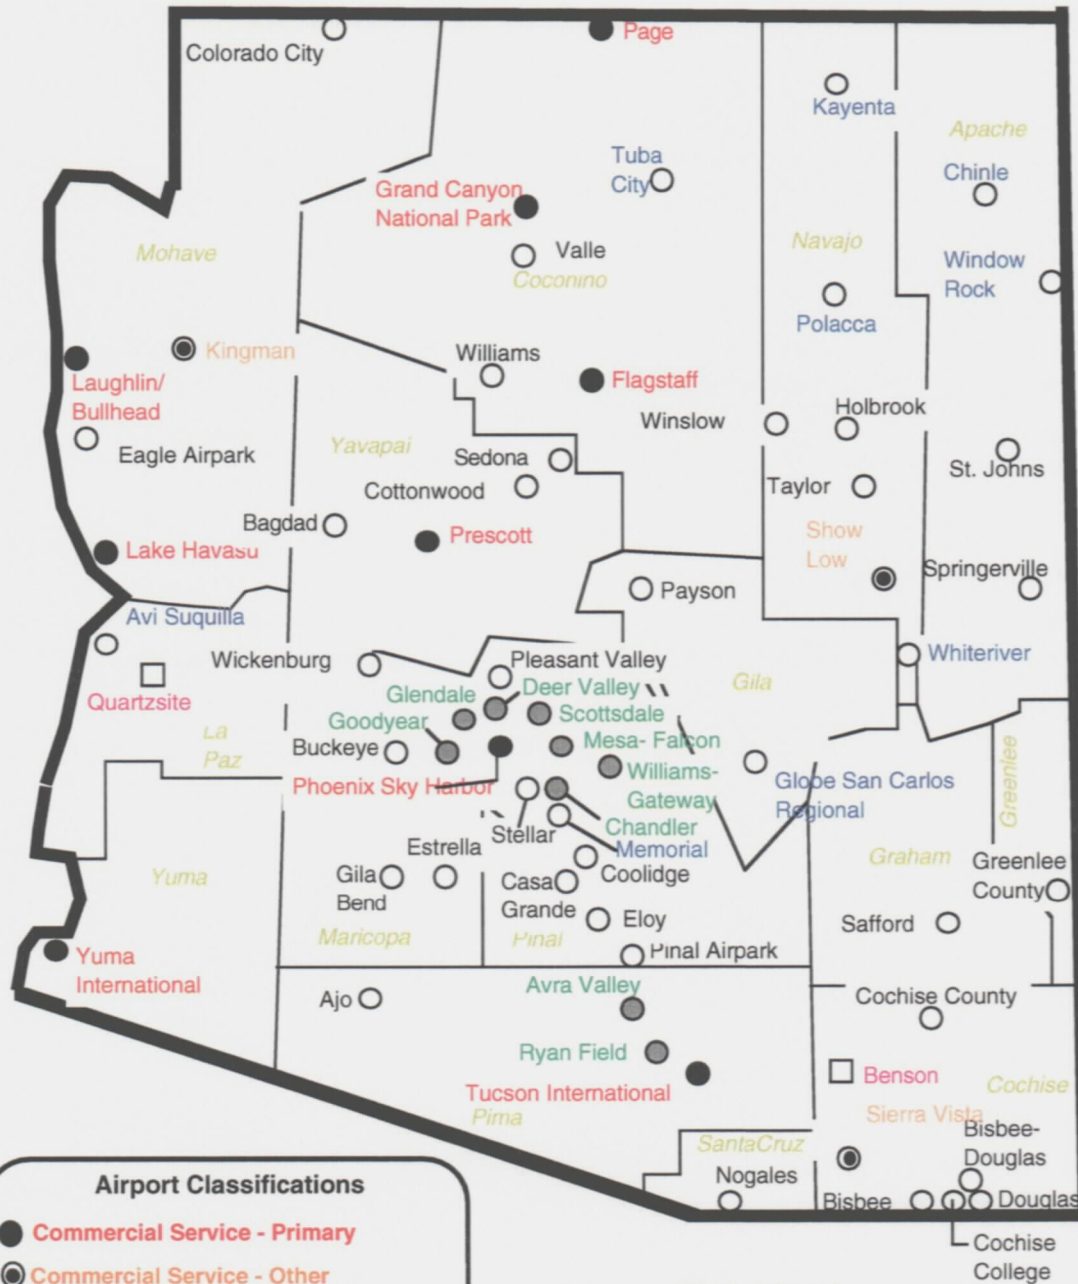 Colorado City
Page
Kayenta
Apache
Tuba
City
Chinle
Grand Canyon
National Park
Mohave
Valle
Navajo
Window
Rock
Coconino
Polacca
Kingman
Williams
Laughlin/
Bullhead
Flagstaff
Winslow
Holbrook
Eagle Airpark
Yavapai
Sedona
St. Johns
Cottonwood
Taylor
Bagdad
Prescott
Show
Low
Lake Havasu
Springerville
Payson
Avi Suquilla
Wickenburg
Pleasant Valley
Whiteriver
Quartzsite
Glendale
Deer Valley
Gila
Goodyear
Scottsdale
La
Paz
Buckeye
Mesa- Falcon
Greenlee
Phoenix Sky Harbor
Williams-
Gateway
Globe San Carlos
Regional
Chandler
Stellar
Memorial
Estrella
Graham
Greenlee
County
Gila
Bend
Coolidge
Yuma
Casa
Grande
Eloy
Safford
Maricopa
Pinal
Pinal Airpark
Yuma
International
Avra Valley
Ajo
Cochise County
Ryan Field
Benson
Cochise
Tucson International
Pima
Sierra Vista
Bisbee-
Douglas
SantaCruz
Nogales
Bisbee
Douglas
Cochise
College
Airport Classifications
Commercial Service - Primary
Commercial Service - Other